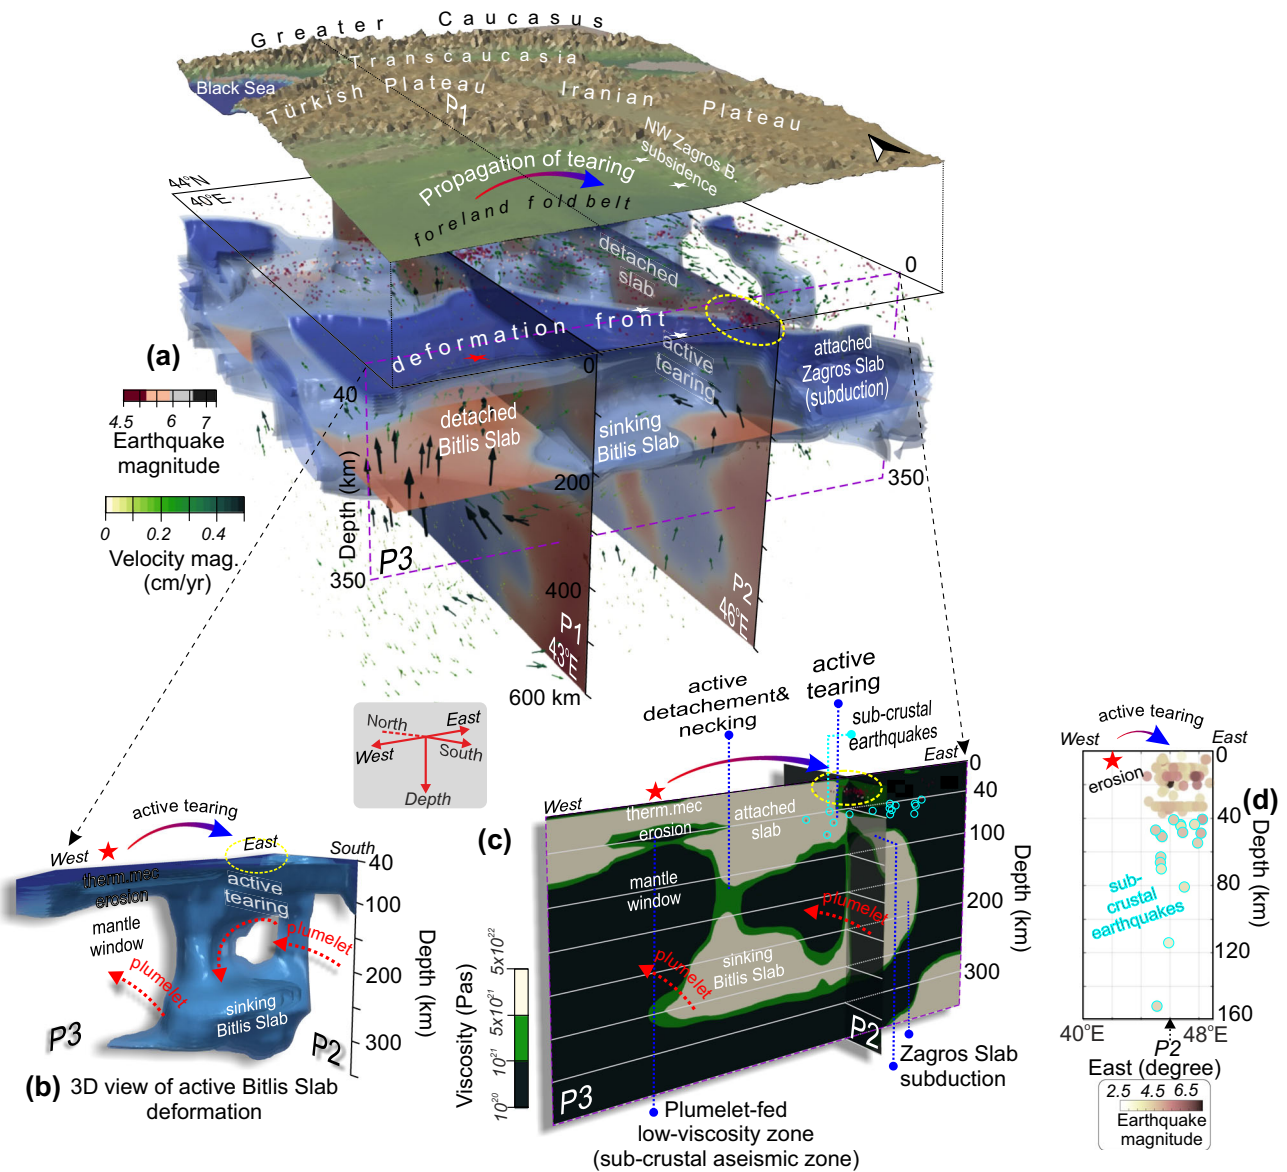 Greater Caucasus
Transcaucasia
Black Sea
Türkish Plateau
Iranian Plateau
P1
NW Zagros B.
subsidence
Propagation of tearing
foreland foldbelt
44°N
40°E
detached
slab
0
deformation front
active
tearing
attached
Zagros Slab
(subduction)
(a)
0
40
4.5 6 7
Earthquake
magnitude
detached
Bitlis Slab
sinking
Bitlis Slab
200
350
0 0.2 0.4
Velocity mag.
(cm/yr)
Depth (km)
P3
350
400
P1
43°E
P2
46°E
600 km
North
East
West
South
Depth
active
detachement&
necking
active
tearing
sub-crustal
earthquakes
East
West
therm.mec
erosion
attached
slab
(c)
mantle
window
plumelet
plumelet
sinking
Bitlis Slab
0
40
100
200
300
Depth (km)
P2
P3
Zagros Slab
subduction
Plumelet-fed
low-viscosity zone
(sub-crustal aseismic zone)
Viscosity (Pas)
5x10²²
5x10²¹
10²¹
10²⁰
active tearing
West
East
South
therm.mec
erosion
active
tearing
mantle
window
plumelet
plumelet
sinking
Bitlis Slab
40
100
200
300
Depth (km)
P3
P2
(b) 3D view of active Bitlis Slab
deformation
active tearing
West
East
erosion
0
40
80
120
160
(d)
Depth (km)
sub-
crustal
earthquakes
40°E
48°E
P2
East (degree)
2.5 4.5 6.5
Earthquake
magnitude